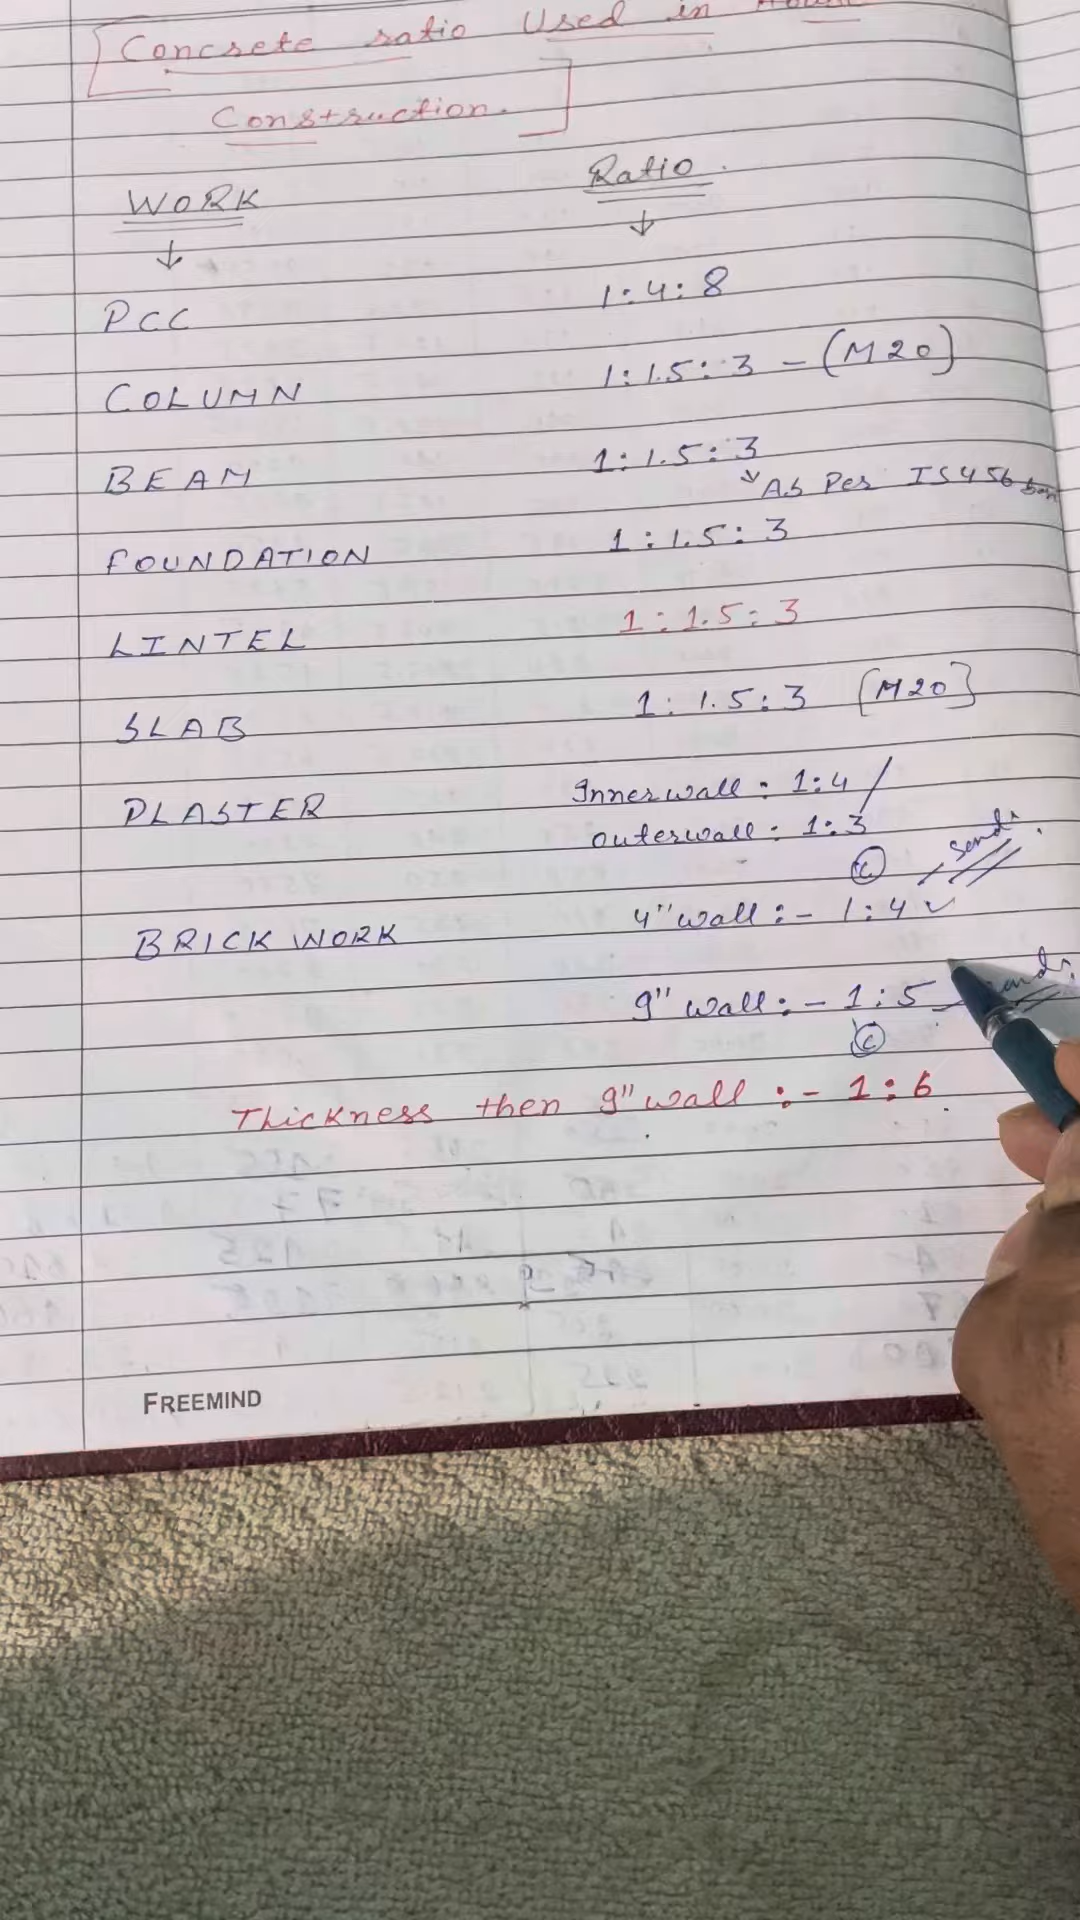 Concrete ratio Used in
Construction.
WORK Ratio.
PCC 1:4:8
COLUMN 1:1.5:3 - (M20)
BEAM 1:1.5:3
As Per IS456
FOUNDATION 1:1.5:3
LINTEL 1:1.5:3
SLAB 1:1.5:3 [M20]
PLASTER Inner wall : 1:4 /
outer wall : 1:3
C , sand.
BRICK WORK 4" wall :- 1:4 ✓
9" wall :- 1:5
C
Thickness then 9" wall :- 1:6
FREEMIND